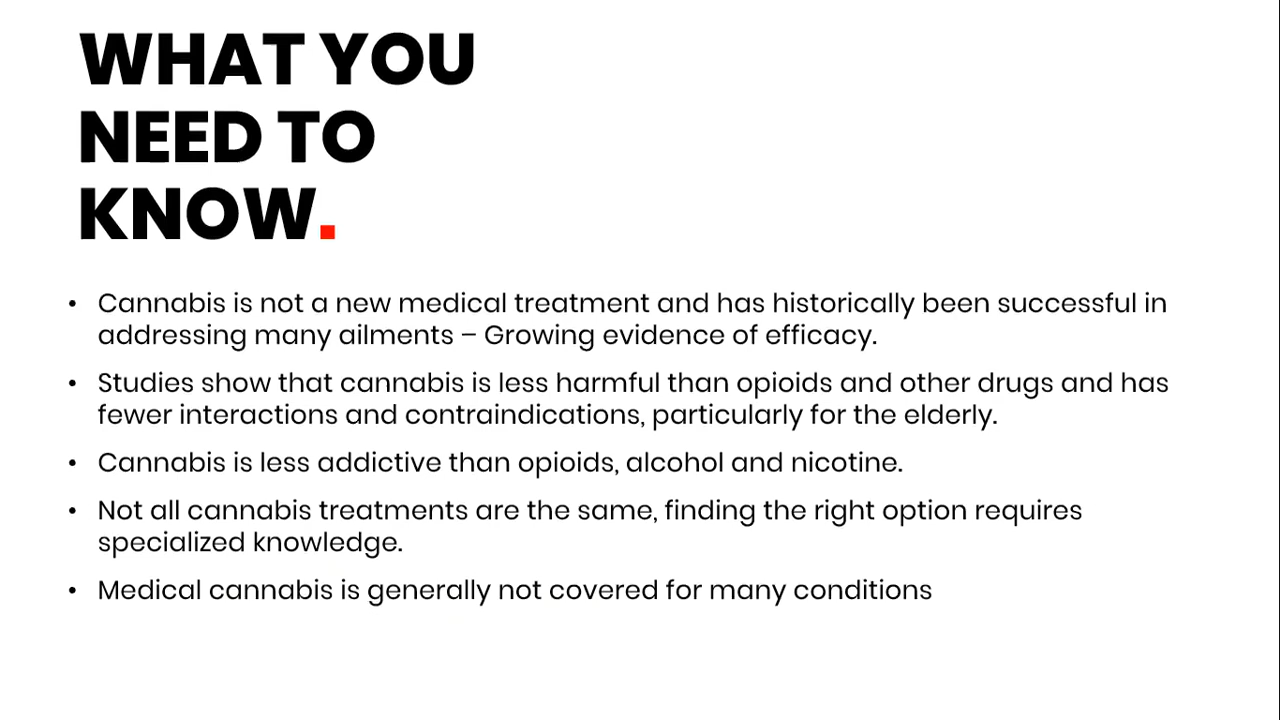 WHAT YOU
NEED TO
KNOW.
• Cannabis is not a new medical treatment and has historically been successful in
addressing many ailments – Growing evidence of efficacy.
• Studies show that cannabis is less harmful than opioids and other drugs and has
fewer interactions and contraindications, particularly for the elderly.
• Cannabis is less addictive than opioids, alcohol and nicotine.
• Not all cannabis treatments are the same, finding the right option requires
specialized knowledge.
• Medical cannabis is generally not covered for many conditions